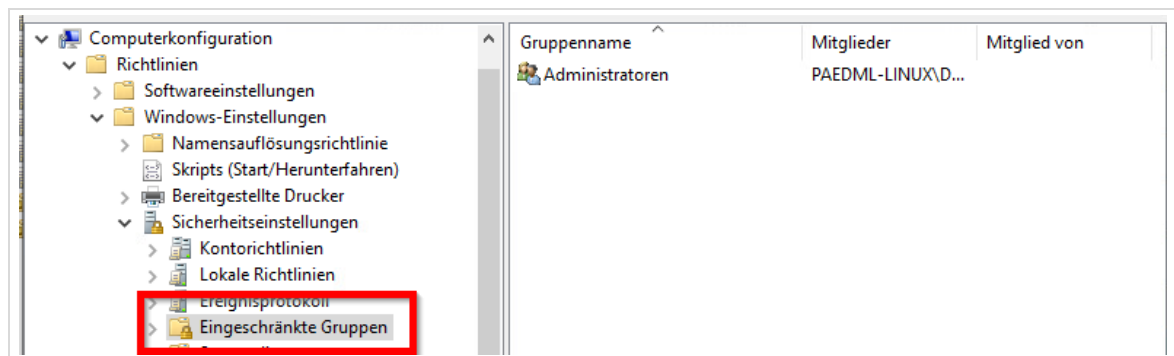 Computerkonfiguration
Richtlinien
Softwareeinstellungen
Windows-Einstellungen
Namensauflösungsrichtlinie
Skripts (Start/Herunterfahren)
Bereitgestellte Drucker
Sicherheitseinstellungen
Kontorichtlinien
Lokale Richtlinien
Ereignisprotokoll
Eingeschränkte Gruppen
Gruppenname Mitglieder Mitglied von
Administratoren PAEDML-LINUX\D...